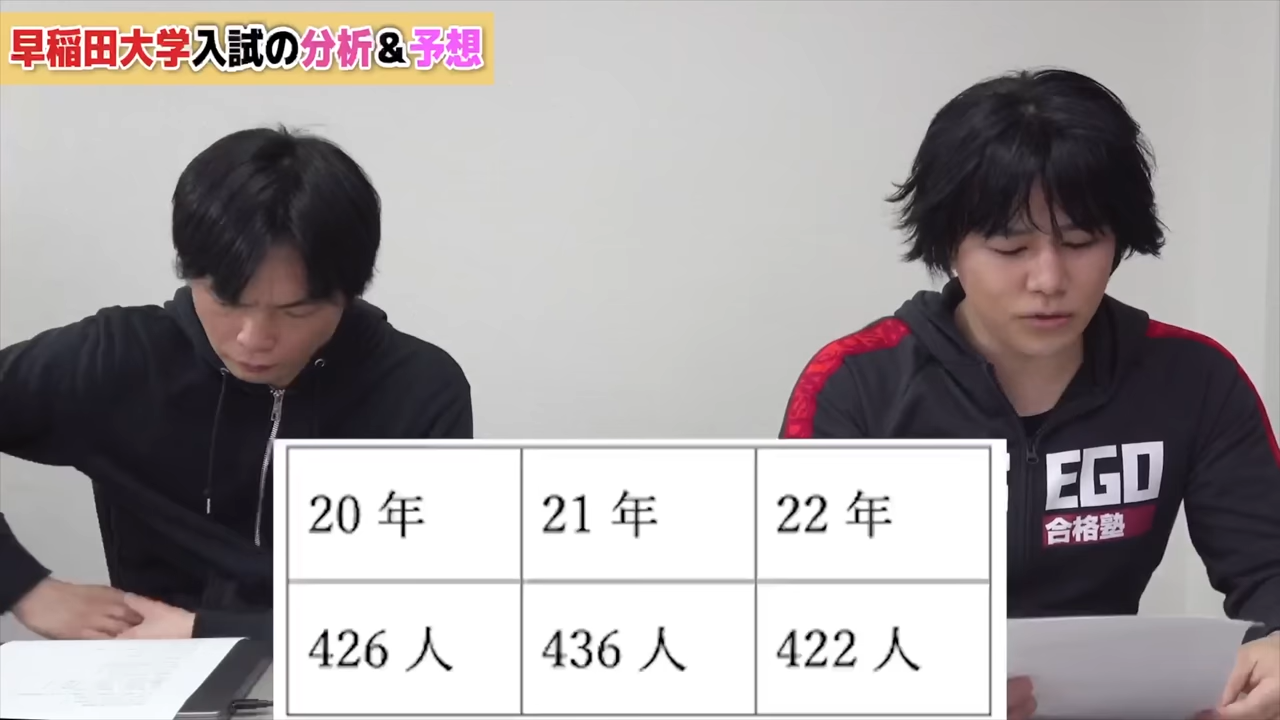 早稲田大学入試の分析&予想
EGO
合格塾
20年 21年 22年
426人 436人 422人